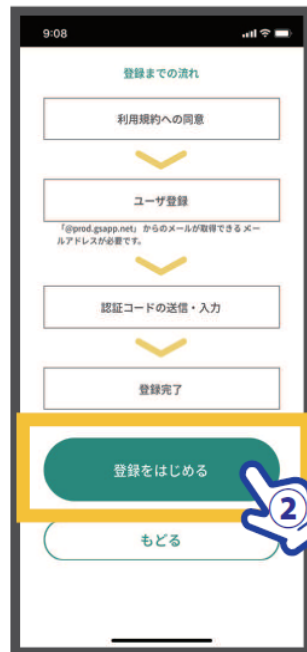 9:08
登録までの流れ
利用規約への同意
ユーザ登録
「@prod.gsapp.net」 からのメールが取得できる メー
ルアドレスが必要です。
認証コードの送信・入力
登録完了
登録をはじめる
②
もどる